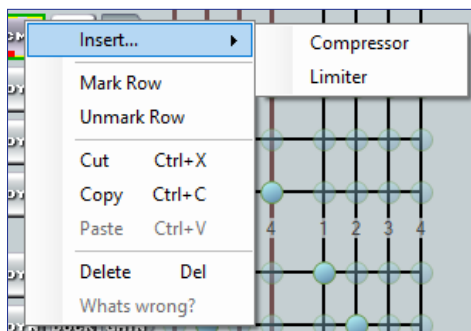 Insert...
Compressor
Limiter
Mark Row
Unmark Row
Cut Ctrl+X
Copy Ctrl+C
Paste Ctrl+V
4 1 2 3 4
Delete Del
Whats wrong?